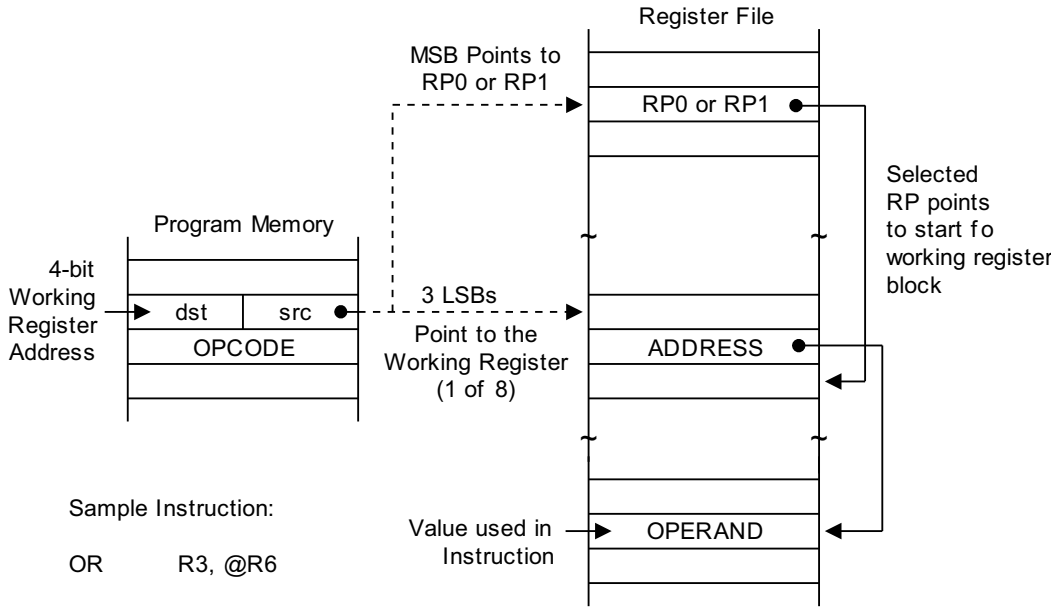 Register File
MSB Points to
RP0 or RP1
RP0 or RP1
Selected
RP points
to start fo
working register
block
Program Memory
4-bit
Working
Register
Address
dst
src
OPCODE
3 LSBs
Point to the
Working Register
(1 of 8)
ADDRESS
Sample Instruction:
OR R3, @R6
Value used in
Instruction
OPERAND